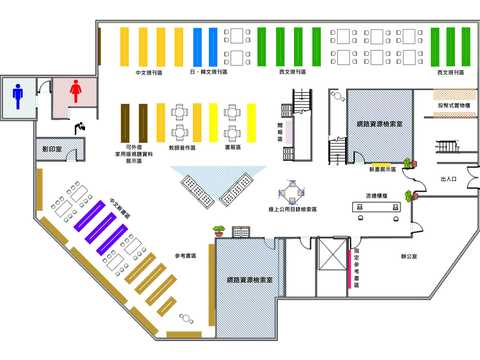 中文現刊區
日、韓文現刊區
西文現刊區
西文現刊區
網路資源檢索室
投幣式置物櫃
閱報區
可外借
家用版視聽資料
展示區
教師著作區
書展區
影印室
新書展示區
出入口
流通櫃檯
線上公用目錄檢索區
中文新書區
參考書區
網路資源檢索室
指定參考書區
辦公室